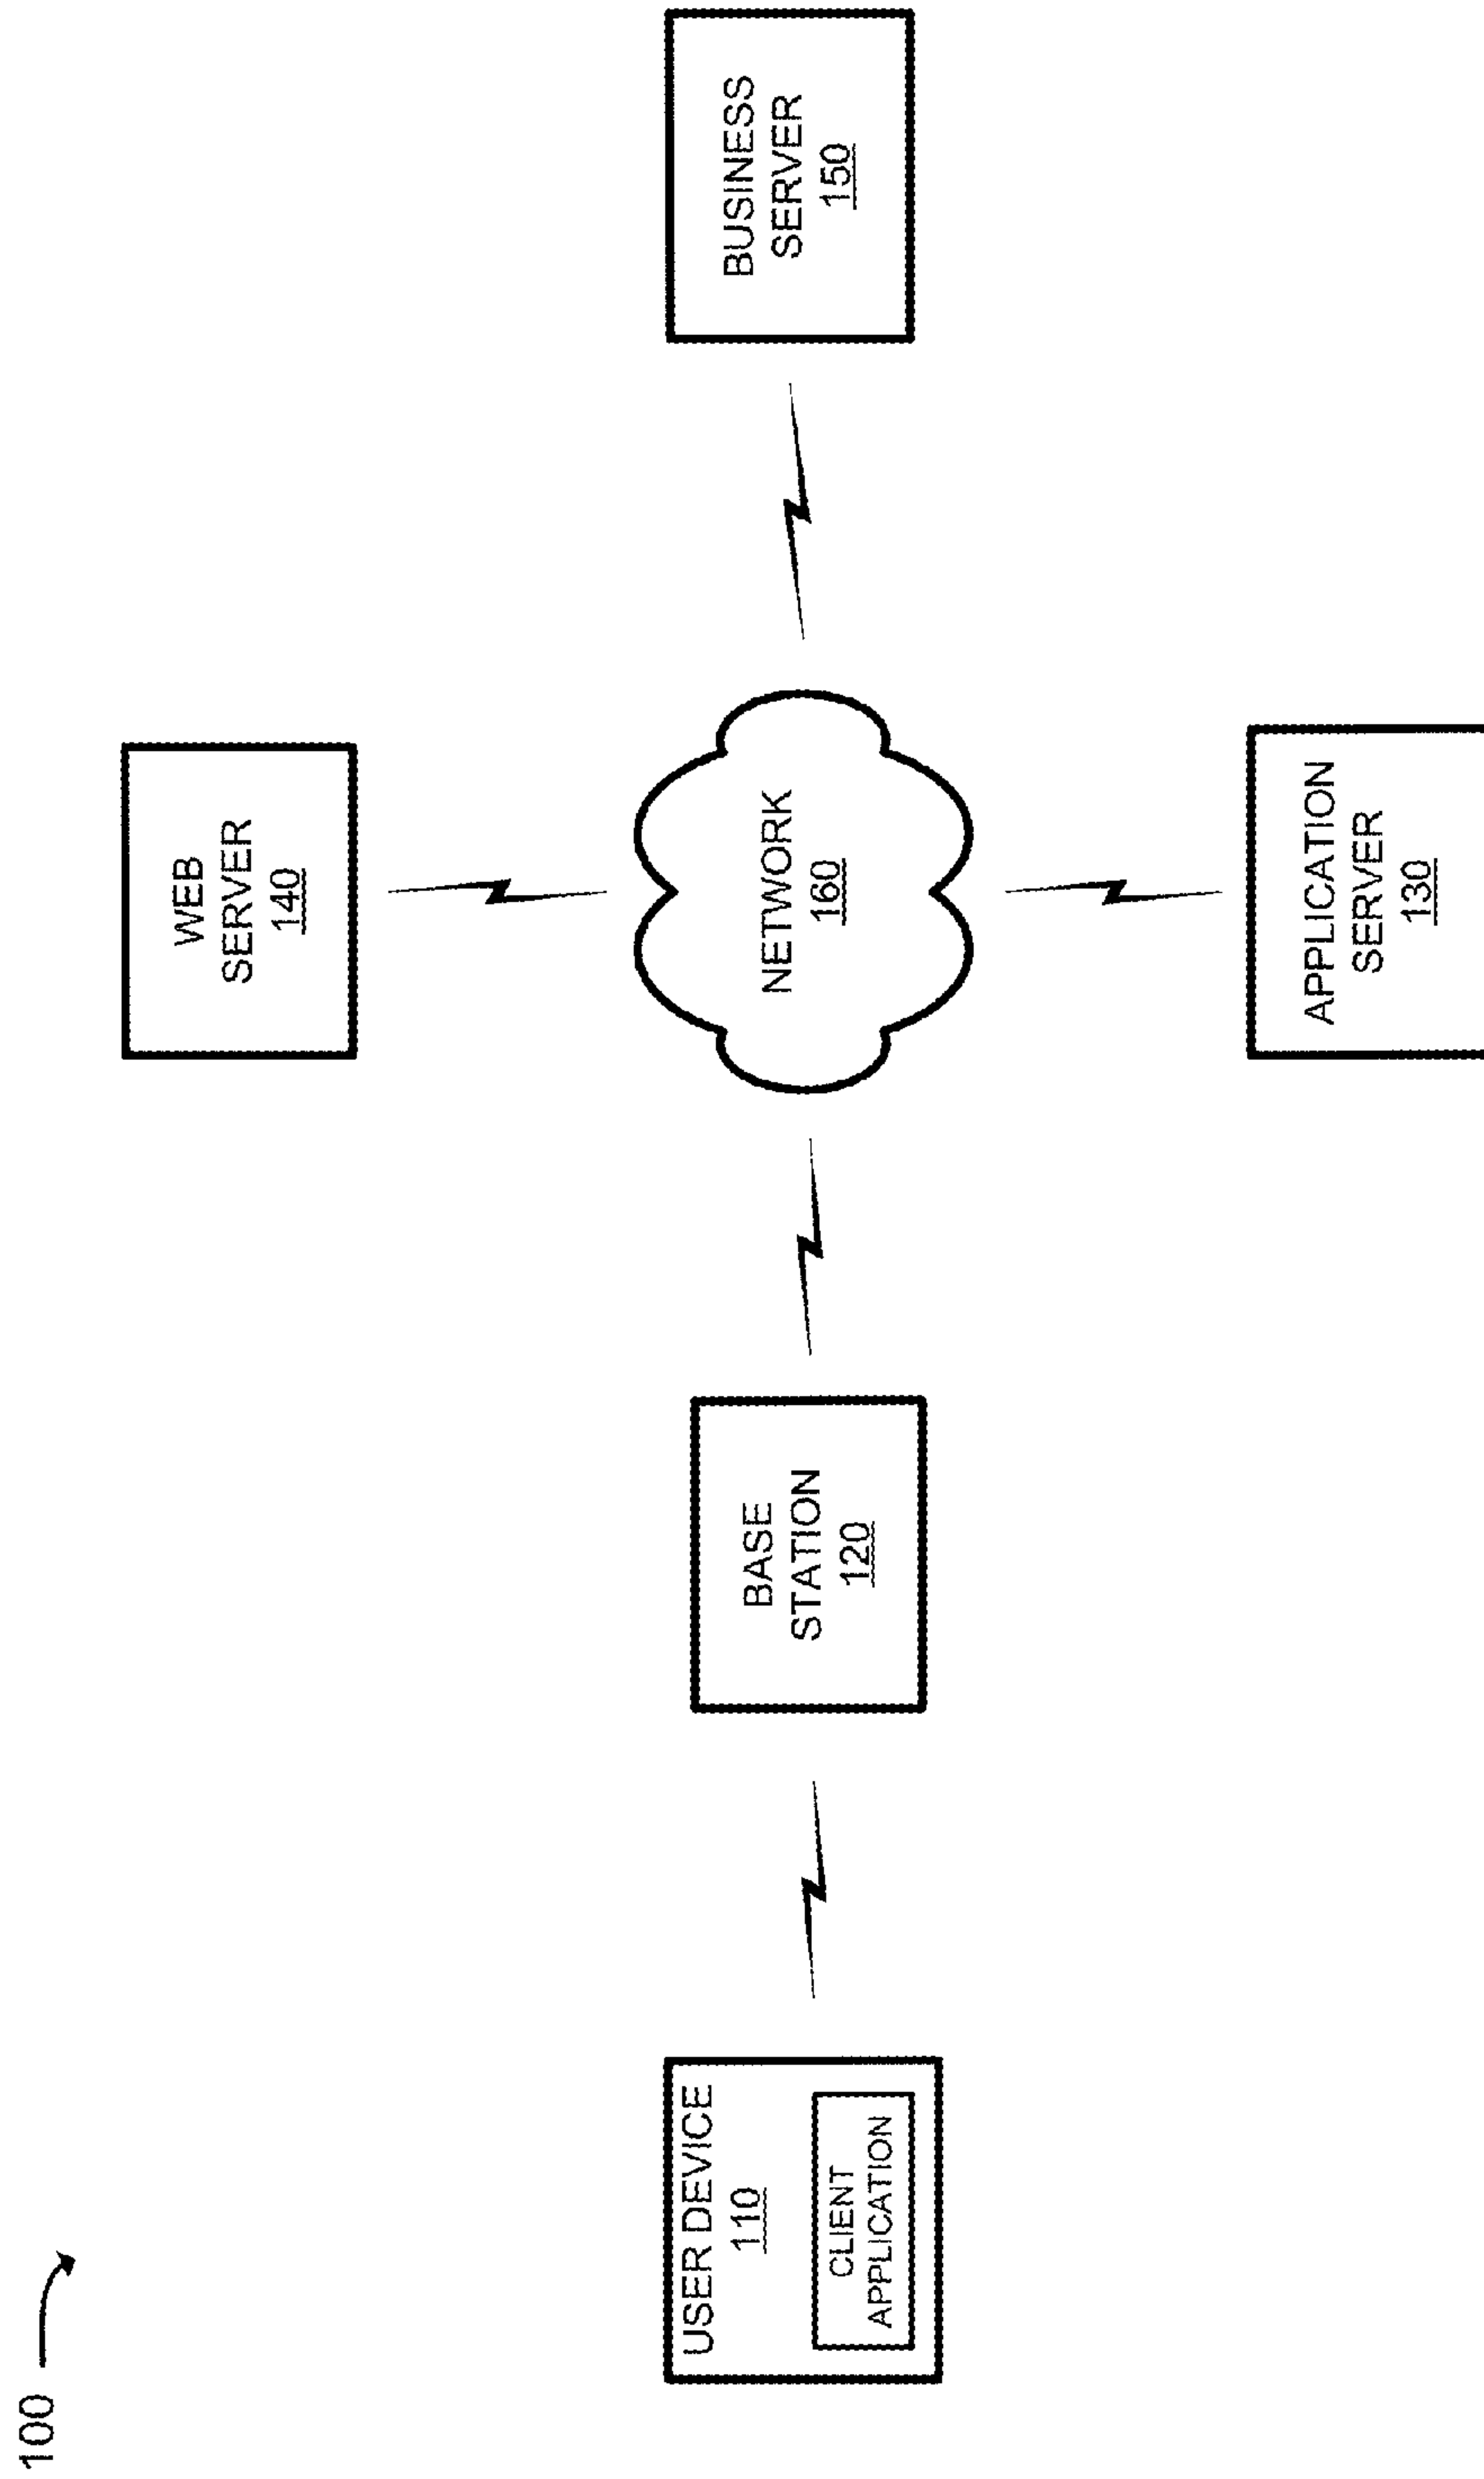 100
WEB
SERVER
140
USER DEVICE
110
CLIENT
APPLICATION
BASE
STATION
120
NETWORK
160
BUSINESS
SERVER
150
APPLICATION
SERVER
130